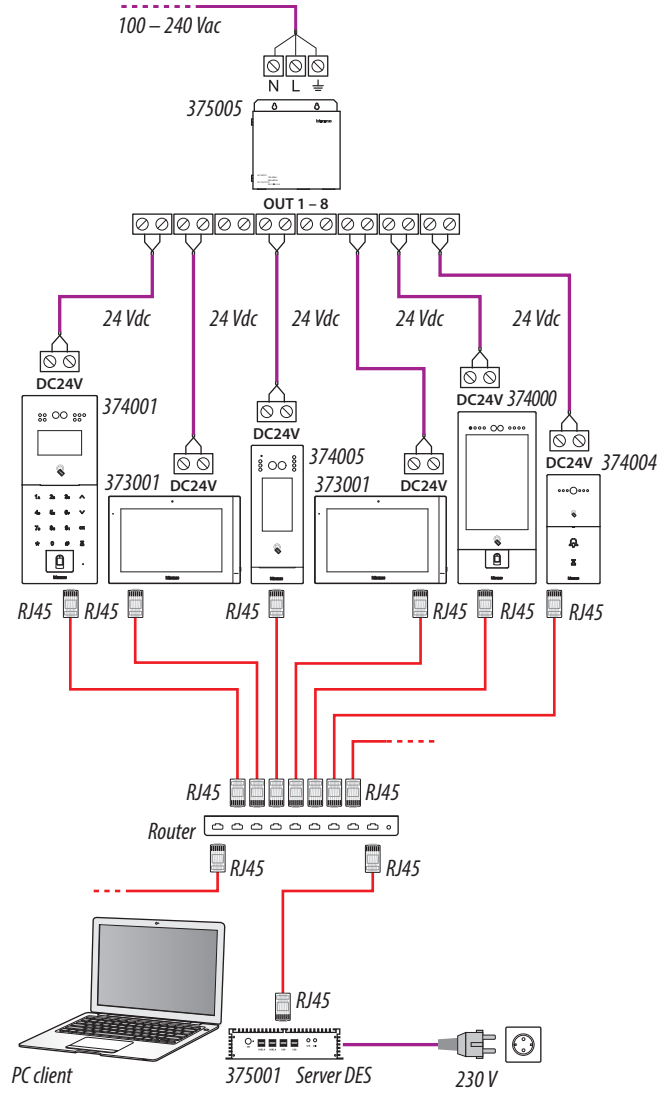 100 – 240 Vac
N L
375005
OUT 1 – 8
24 Vdc 24 Vdc 24 Vdc 24 Vdc 24 Vdc
DC24V
374001
DC24V 374000
DC24V
374005
DC24V 374004
373001 DC24V
373001 DC24V
RJ45 RJ45 RJ45 RJ45 RJ45 RJ45
RJ45 RJ45
Router
RJ45 RJ45
RJ45
PC client
375001 Server DES
230 V